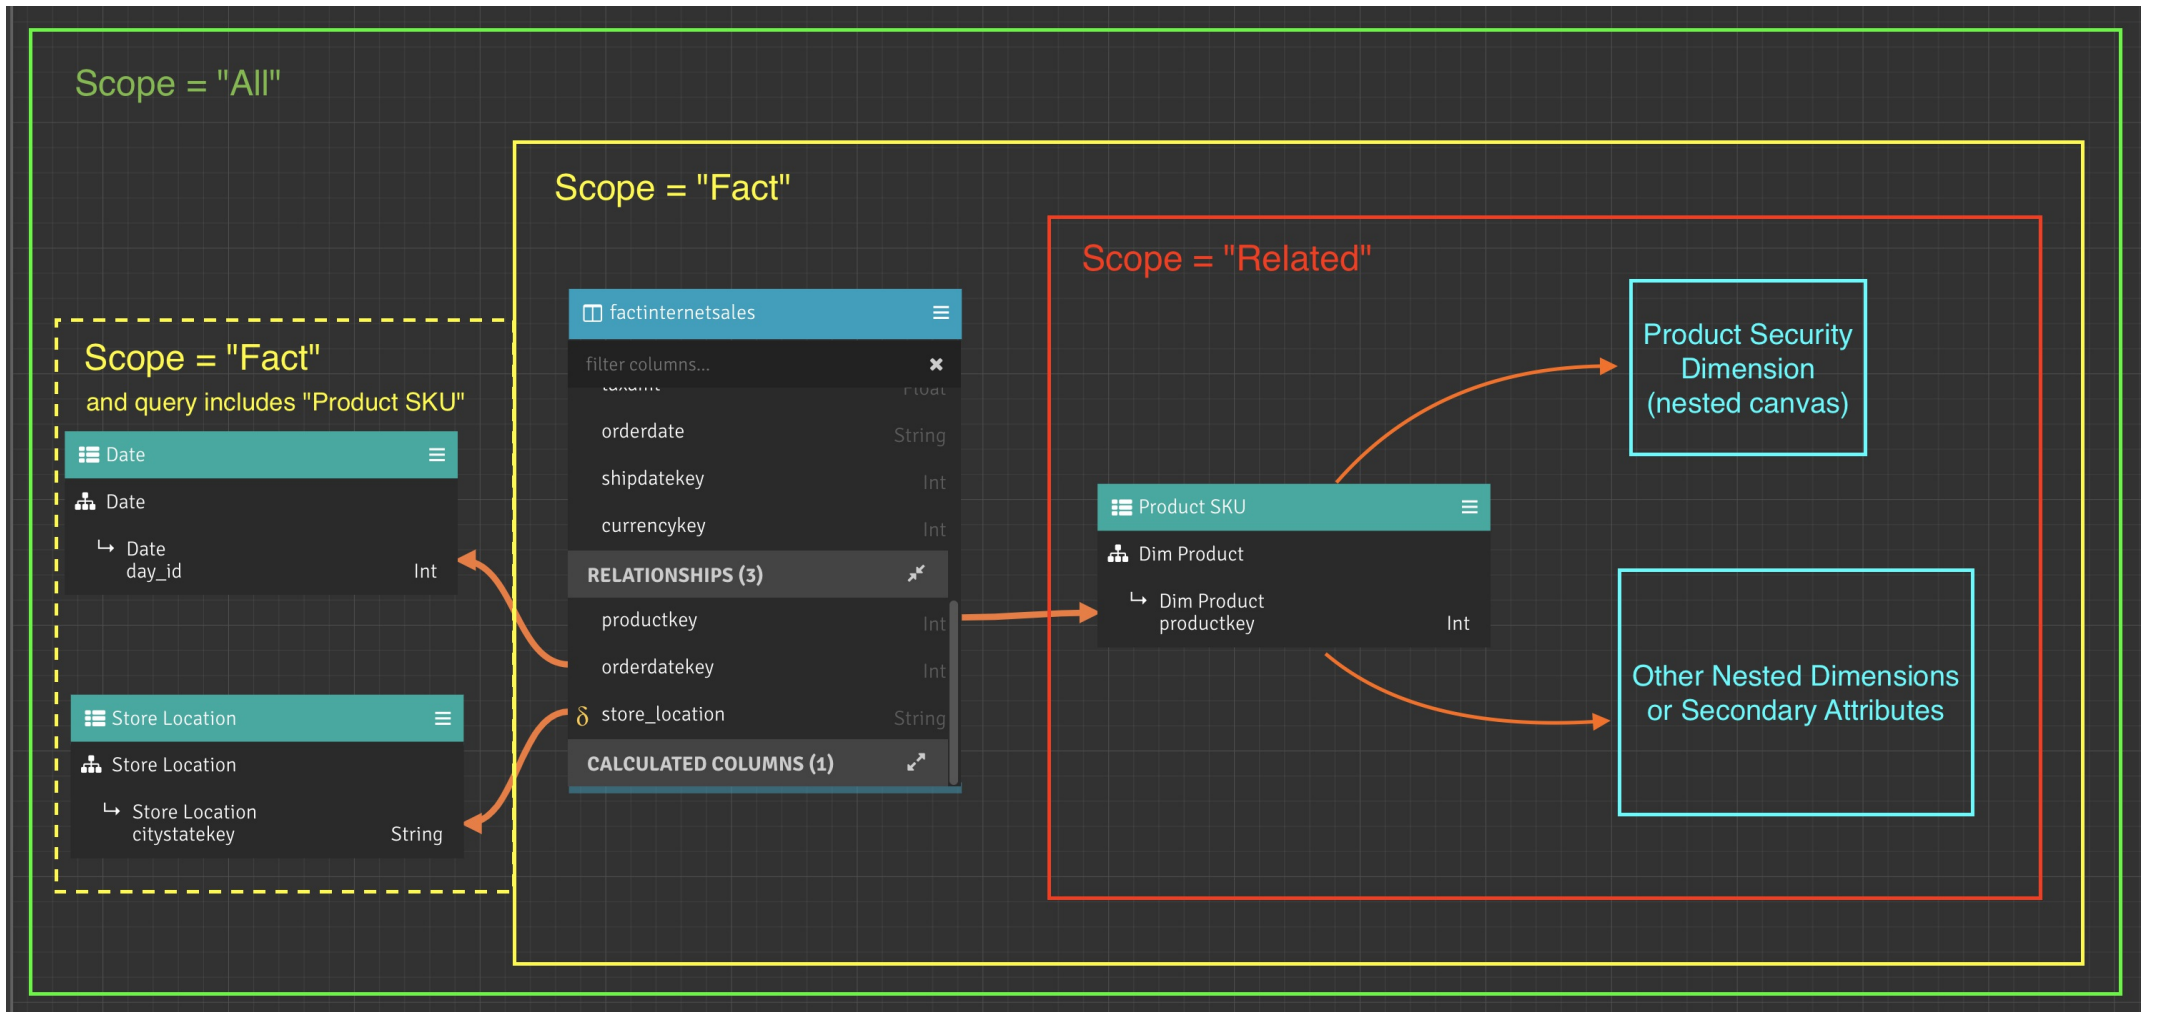 Scope = "All"
Scope = "Fact"
Scope = "Related"
Scope = "Fact"
and query includes "Product SKU"
Date
Date
Date
day_id Int
Store Location
Store Location
Store Location
citystatekey String
factinternetsales
filter columns...
taxamt Float
orderdate String
shipdatekey Int
currencykey Int
RELATIONSHIPS (3)
productkey Int
orderdatekey Int
δ store_location String
CALCULATED COLUMNS (1)
Product SKU
Dim Product
Dim Product
productkey Int
Product Security
Dimension
(nested canvas)
Other Nested Dimensions
or Secondary Attributes